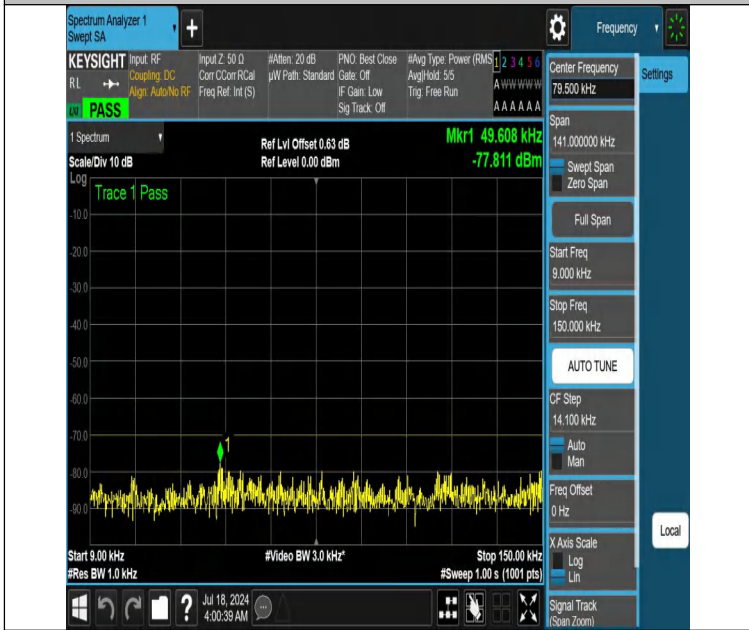 Spectrum Analyzer 1
Swept SA
+
Frequency
KEYSIGHT
RL
LXI
PASS
Input: RF
Coupling: DC
Align: Auto/No RF
Input Z: 50 Ω
Corr CCorr RCal
Freq Ref: Int (S)
#Atten: 20 dB
µW Path: Standard
PNO: Best Close
Gate: Off
IF Gain: Low
Sig Track: Off
#Avg Type: Power (RMS
Avg|Hold: 5/5
Trig: Free Run
1 2 3 4 5 6
A W W W W W
A A A A A A
1 Spectrum
Scale/Div 10 dB
Ref Lvl Offset 0.63 dB
Ref Level 0.00 dBm
Mkr1 49.608 kHz
-77.811 dBm
Log
Trace 1 Pass
-10.0
-20.0
-30.0
-40.0
-50.0
-60.0
-70.0
-80.0
-90.0
1
Start 9.00 kHz
#Res BW 1.0 kHz
#Video BW 3.0 kHz*
Stop 150.00 kHz
#Sweep 1.00 s (1001 pts)
?
Jul 18, 2024
4:00:39 AM
Center Frequency
79.500 kHz
Span
141.000000 kHz
Swept Span
Zero Span
Full Span
Start Freq
9.000 kHz
Stop Freq
150.000 kHz
AUTO TUNE
CF Step
14.100 kHz
Auto
Man
Freq Offset
0 Hz
X Axis Scale
Log
Lin
Signal Track
(Span Zoom)
Settings
Local